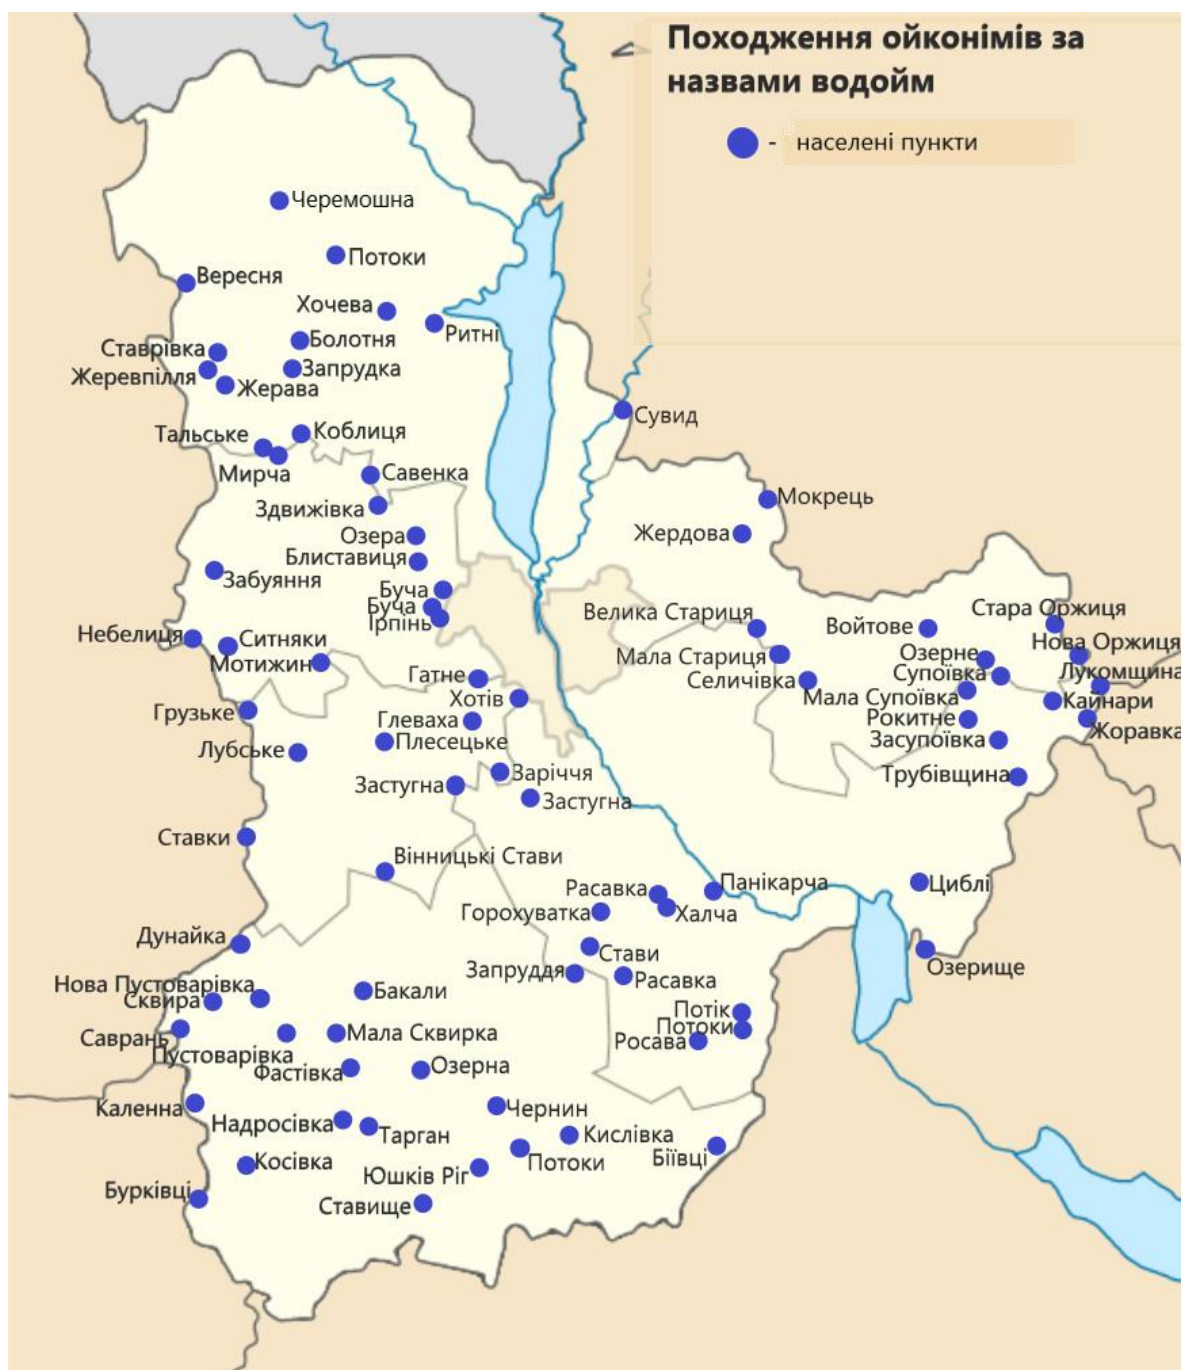 Походження ойконімів за
назвами водойм
- населені пункти
Черемошна
Потоки
Вересня
Хочева
Ритні
Болотня
Ставрівка
Запрудка
Жеревпілля
Жерава
Сувид
Коблиця
Тальське
Мирча
Савенка
Мокрець
Здвижівка
Жердова
Озера
Блиставиця
Забуяння
Буча
Буча
Ірпінь
Велика Стариця
Стара Оржиця
Войтове
Небелиця
Ситняки
Нова Оржиця
Мотижин
Мала Стариця
Озерне
Гатне
Селичівка
Супоївка
Лукомщина
Хотів
Мала Супоївка
Кайнари
Грузьке
Глеваха
Рокитне
Жоравка
Плесецьке
Засупоївка
Лубське
Заріччя
Трубівщина
Застугна
Застугна
Ставки
Вінницькі Стави
Расавка
Панікарча
Циблі
Горохуватка
Халча
Дунайка
Стави
Озерище
Запруддя
Расавка
Нова Пустоварівка
Бакали
Сквира
Потік
Саврань
Потоки
Мала Сквирка
Росава
Пустоварівка
Фастівка
Озерна
Каленна
Чернин
Надросівка
Тарган
Кислівка
Біївці
Косівка
Потоки
Юшків Ріг
Бурківці
Ставище